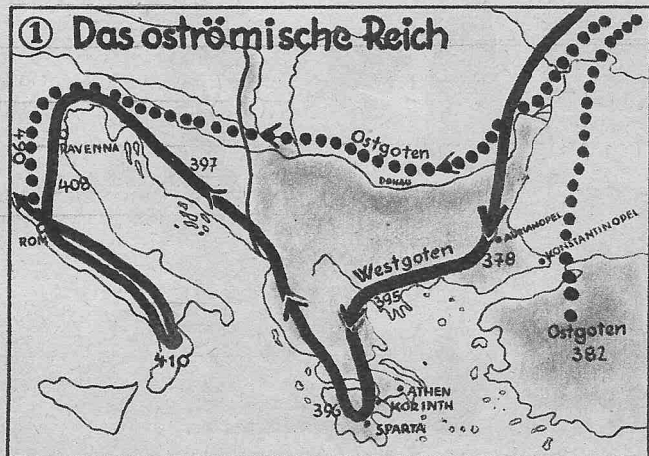 ① Das oströmische Reich
Ostgoten
DONAU
490
RAVENNA
397
408
ROM
ADRIANOPEL
KONSTANTINOPEL
378
Westgoten
395
Ostgoten
382
410
396
ATHEN
KORINTH
SPARTA